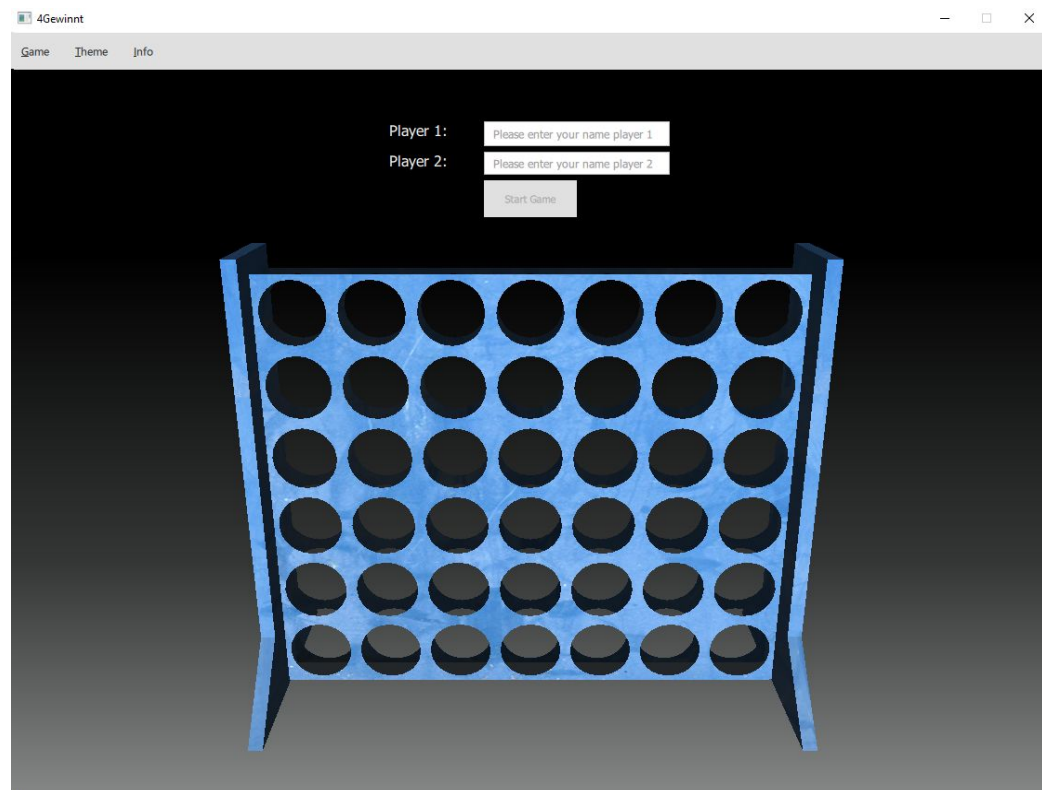 4Gewinnt
Game Theme Info
Player 1: Please enter your name player 1
Player 2: Please enter your name player 2
Start Game